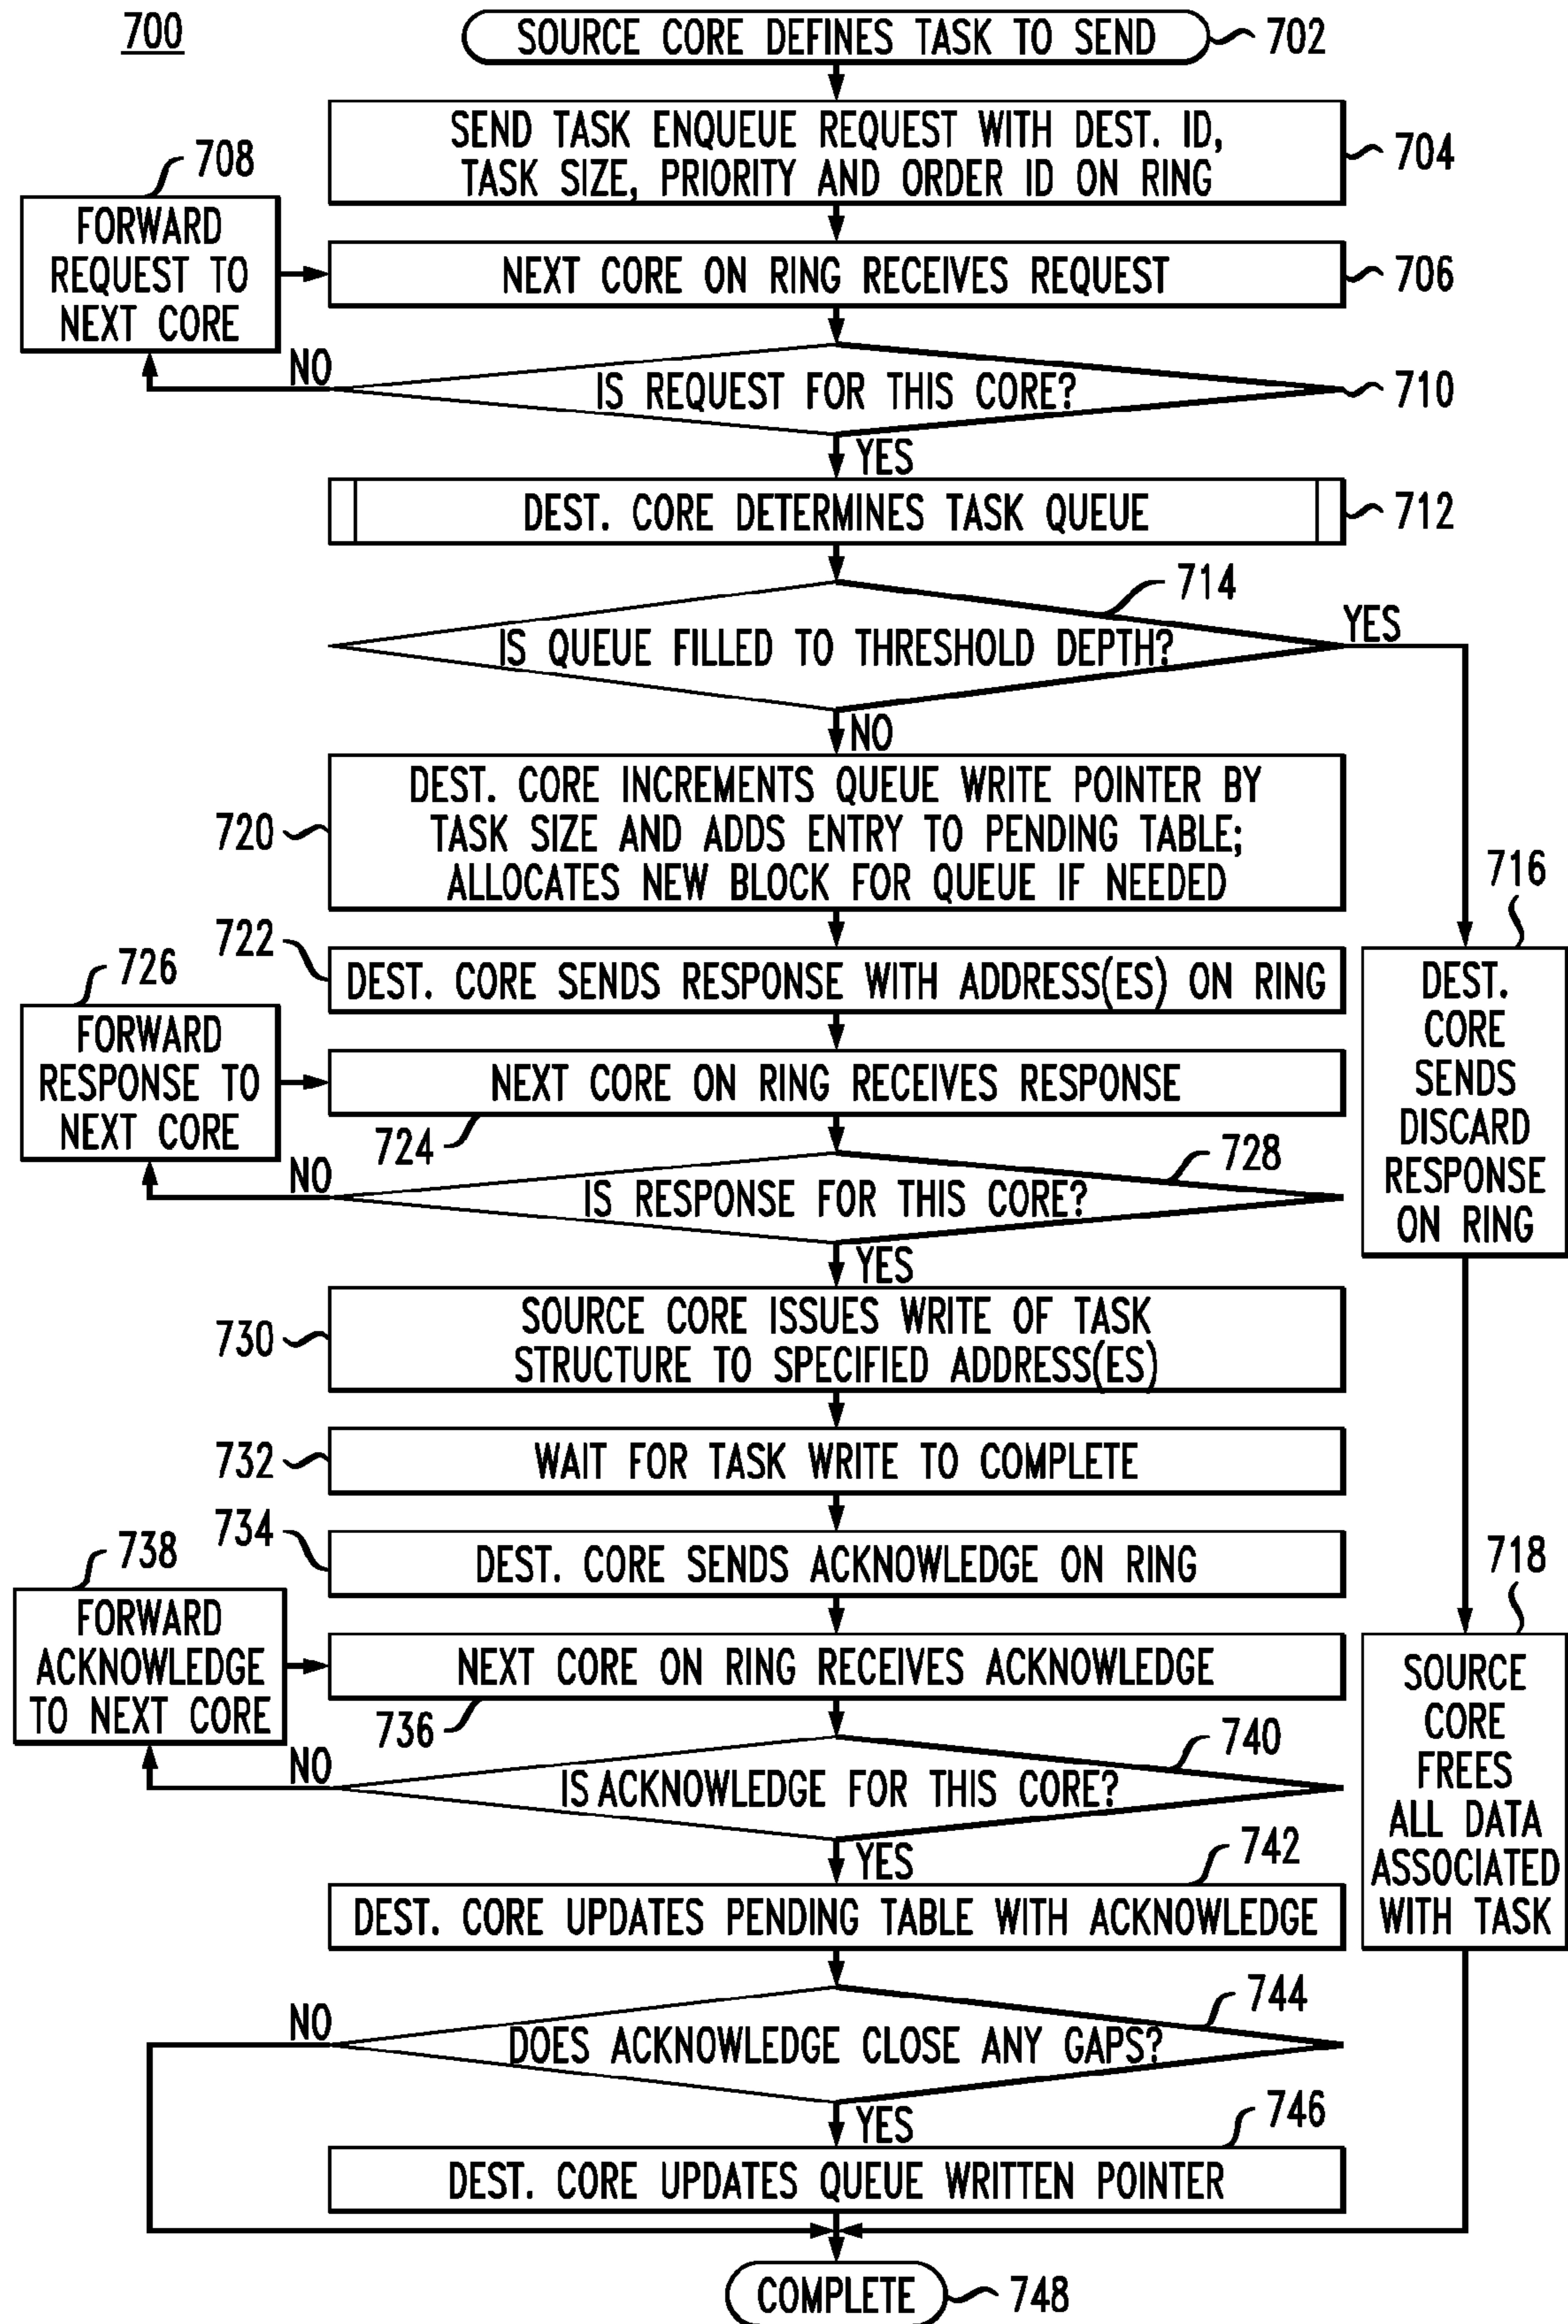 700
SOURCE CORE DEFINES TASK TO SEND
702
SEND TASK ENQUEUE REQUEST WITH DEST. ID,
TASK SIZE, PRIORITY AND ORDER ID ON RING
704
708
FORWARD
REQUEST TO
NEXT CORE
NEXT CORE ON RING RECEIVES REQUEST
706
NO
IS REQUEST FOR THIS CORE?
710
YES
DEST. CORE DETERMINES TASK QUEUE
712
714
IS QUEUE FILLED TO THRESHOLD DEPTH?
YES
NO
720
DEST. CORE INCREMENTS QUEUE WRITE POINTER BY
TASK SIZE AND ADDS ENTRY TO PENDING TABLE;
ALLOCATES NEW BLOCK FOR QUEUE IF NEEDED
716
DEST.
CORE
SENDS
DISCARD
RESPONSE
ON RING
722
DEST. CORE SENDS RESPONSE WITH ADDRESS(ES) ON RING
726
FORWARD
RESPONSE TO
NEXT CORE
NEXT CORE ON RING RECEIVES RESPONSE
724
728
NO
IS RESPONSE FOR THIS CORE?
YES
730
SOURCE CORE ISSUES WRITE OF TASK
STRUCTURE TO SPECIFIED ADDRESS(ES)
732
WAIT FOR TASK WRITE TO COMPLETE
734
DEST. CORE SENDS ACKNOWLEDGE ON RING
718
SOURCE
CORE
FREES
ALL DATA
ASSOCIATED
WITH TASK
738
FORWARD
ACKNOWLEDGE
TO NEXT CORE
NEXT CORE ON RING RECEIVES ACKNOWLEDGE
736
740
NO
IS ACKNOWLEDGE FOR THIS CORE?
YES
742
DEST. CORE UPDATES PENDING TABLE WITH ACKNOWLEDGE
744
NO
DOES ACKNOWLEDGE CLOSE ANY GAPS?
YES
746
DEST. CORE UPDATES QUEUE WRITTEN POINTER
COMPLETE
748